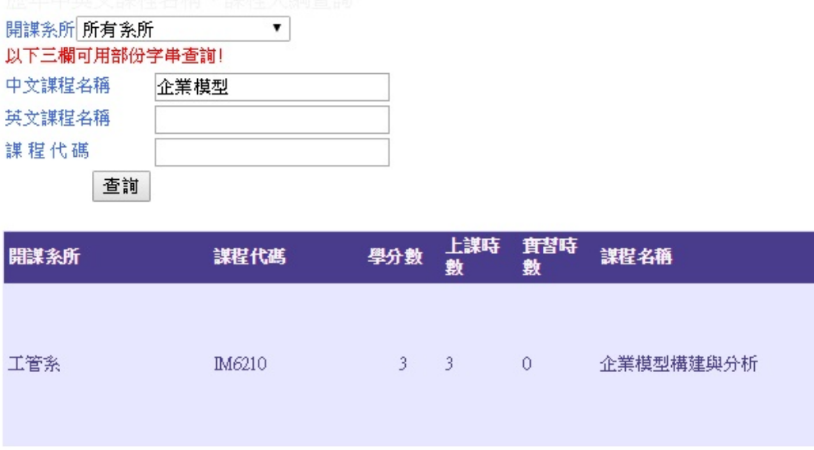 開課系所 所有系所
以下三欄可用部份字串查詢!
中文課程名稱 企業模型
英文課程名稱
課程代碼
查詢
開課系所 課程代碼 學分數 上課時數 實習時數 課程名稱
工管系 IM6210 3 3 0 企業模型構建與分析